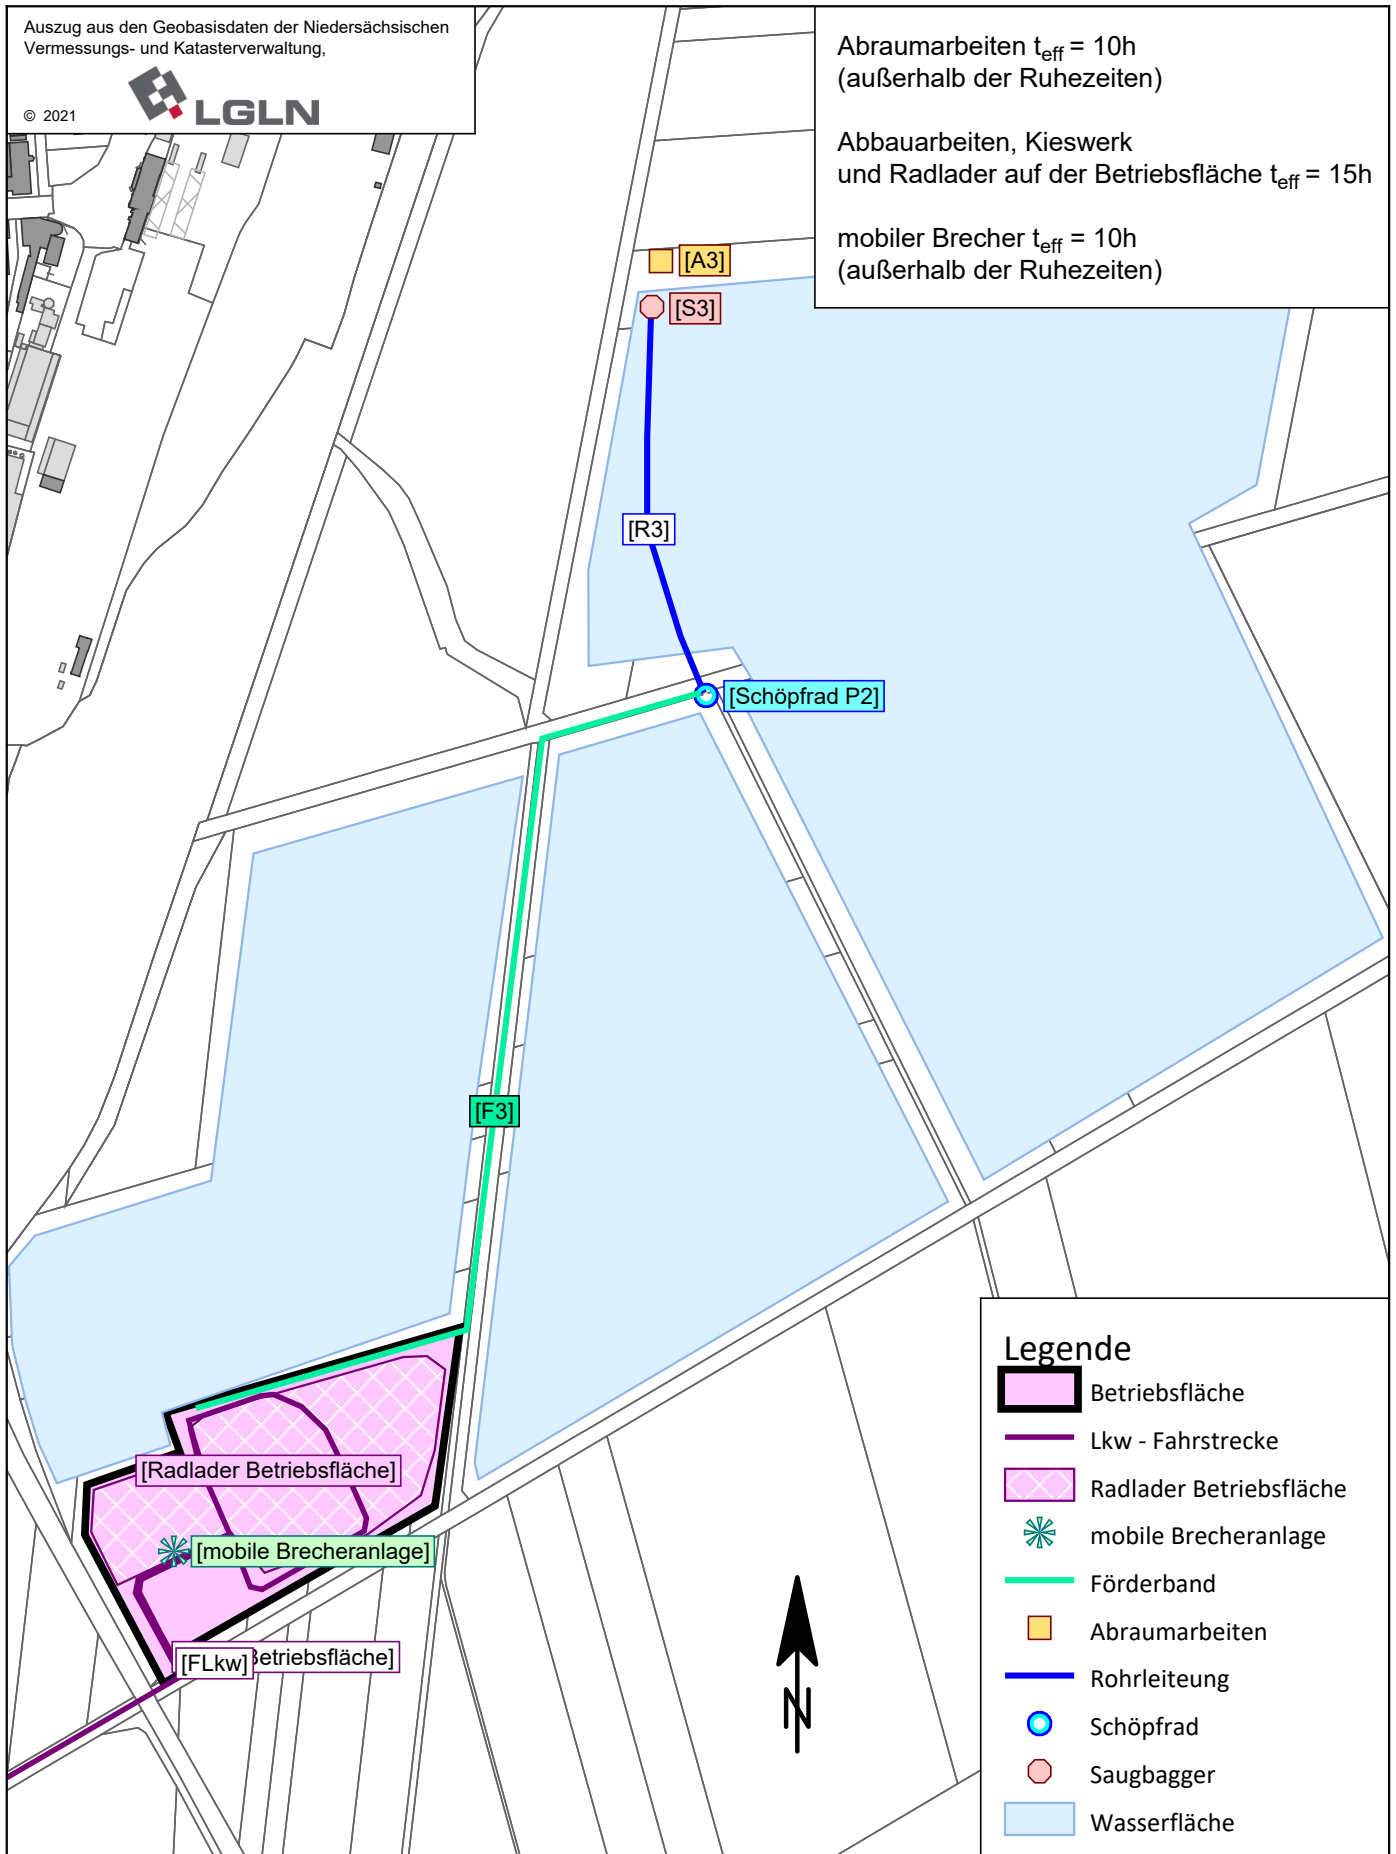 Auszug aus den Geobasisdaten der Niedersächsischen
Vermessungs- und Katasterverwaltung,
© 2021
LGLN
Abraumarbeiten teff = 10h
(außerhalb der Ruhezeiten)
Abbauarbeiten, Kieswerk
und Radlader auf der Betriebsfläche teff = 15h
mobiler Brecher teff = 10h
(außerhalb der Ruhezeiten)
[A3]
[S3]
[R3]
[Schöpfrad P2]
[F3]
[Radlader Betriebsfläche]
[mobile Brecheranlage]
[FLkw]
Betriebsfläche]
N
Legende
Betriebsfläche
Lkw - Fahrstrecke
Radlader Betriebsfläche
mobile Brecheranlage
Förderband
Abraumarbeiten
Rohrleiteung
Schöpfrad
Saugbagger
Wasserfläche